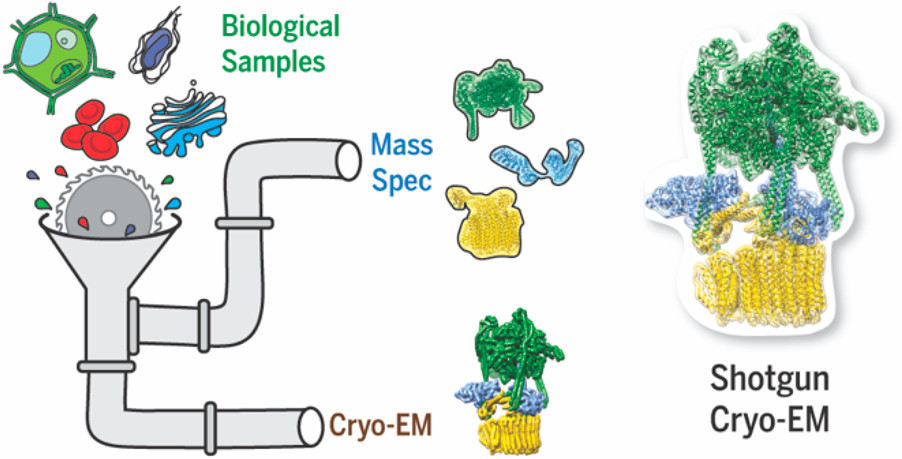 Biological
Samples
Mass
Spec
Cryo-EM
Shotgun
Cryo-EM